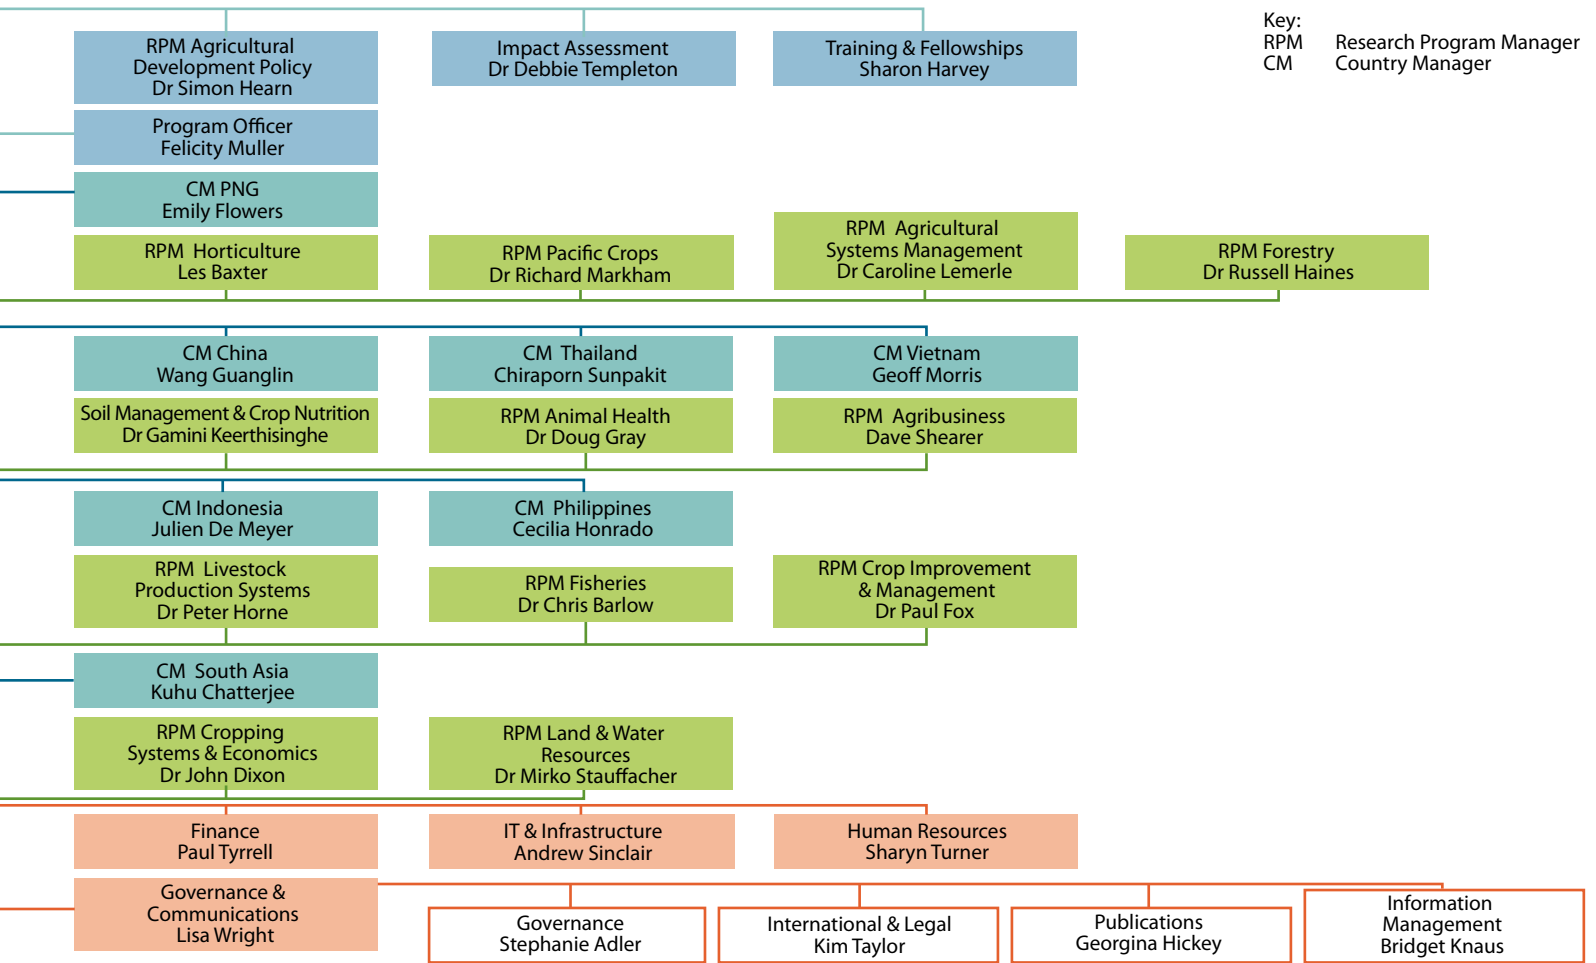 Key:
RPM Research Program Manager
CM Country Manager
RPM Agricultural
Development Policy
Dr Simon Hearn
Impact Assessment
Dr Debbie Templeton
Training & Fellowships
Sharon Harvey
Program Officer
Felicity Muller
CM PNG
Emily Flowers
RPM Horticulture
Les Baxter
RPM Pacific Crops
Dr Richard Markham
RPM Agricultural
Systems Management
Dr Caroline Lemerle
RPM Forestry
Dr Russell Haines
CM China
Wang Guanglin
CM Thailand
Chiraporn Sunpakit
CM Vietnam
Geoff Morris
Soil Management & Crop Nutrition
Dr Gamini Keerthisinghe
RPM Animal Health
Dr Doug Gray
RPM Agribusiness
Dave Shearer
CM Indonesia
Julien De Meyer
CM Philippines
Cecilia Honrado
RPM Livestock
Production Systems
Dr Peter Horne
RPM Fisheries
Dr Chris Barlow
RPM Crop Improvement
& Management
Dr Paul Fox
CM South Asia
Kuhu Chatterjee
RPM Cropping
Systems & Economics
Dr John Dixon
RPM Land & Water
Resources
Dr Mirko Stauffacher
Finance
Paul Tyrrell
IT & Infrastructure
Andrew Sinclair
Human Resources
Sharyn Turner
Governance &
Communications
Lisa Wright
Governance
Stephanie Adler
International & Legal
Kim Taylor
Publications
Georgina Hickey
Information
Management
Bridget Knaus